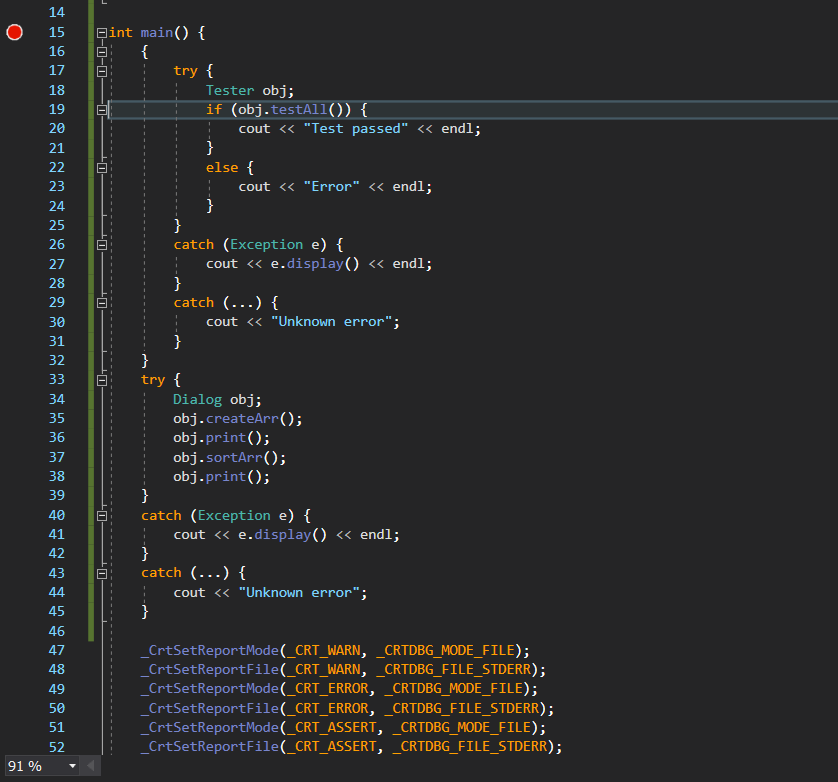 14
15 int main() {
16     {
17         try {
18             Tester obj;
19             if (obj.testAll()) {
20                 cout << "Test passed" << endl;
21             }
22             else {
23                 cout << "Error" << endl;
24             }
25         }
26         catch (Exception e) {
27             cout << e.display() << endl;
28         }
29         catch (...) {
30             cout << "Unknown error";
31         }
32     }
33     try {
34         Dialog obj;
35         obj.createArr();
36         obj.print();
37         obj.sortArr();
38         obj.print();
39     }
40     catch (Exception e) {
41         cout << e.display() << endl;
42     }
43     catch (...) {
44         cout << "Unknown error";
45     }
46
47     _CrtSetReportMode(_CRT_WARN, _CRTDBG_MODE_FILE);
48     _CrtSetReportFile(_CRT_WARN, _CRTDBG_FILE_STDERR);
49     _CrtSetReportMode(_CRT_ERROR, _CRTDBG_MODE_FILE);
50     _CrtSetReportFile(_CRT_ERROR, _CRTDBG_FILE_STDERR);
51     _CrtSetReportMode(_CRT_ASSERT, _CRTDBG_MODE_FILE);
52     _CrtSetReportFile(_CRT_ASSERT, _CRTDBG_FILE_STDERR);
91 %